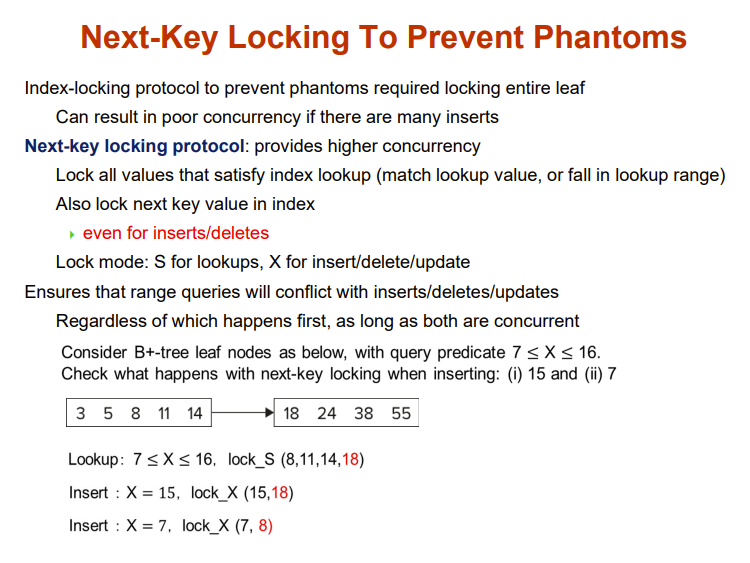 Next-Key Locking To Prevent Phantoms
Index-locking protocol to prevent phantoms required locking entire leaf
Can result in poor concurrency if there are many inserts
Next-key locking protocol: provides higher concurrency
Lock all values that satisfy index lookup (match lookup value, or fall in lookup range)
Also lock next key value in index
even for inserts/deletes
Lock mode: S for lookups, X for insert/delete/update
Ensures that range queries will conflict with inserts/deletes/updates
Regardless of which happens first, as long as both are concurrent
Consider B+-tree leaf nodes as below, with query predicate 7 ≤ X ≤ 16.
Check what happens with next-key locking when inserting: (i) 15 and (ii) 7
3 5 8 11 14 18 24 38 55
Lookup: 7 ≤ X ≤ 16, lock_S (8,11,14,18)
Insert : X = 15, lock_X (15,18)
Insert : X = 7, lock_X (7, 8)